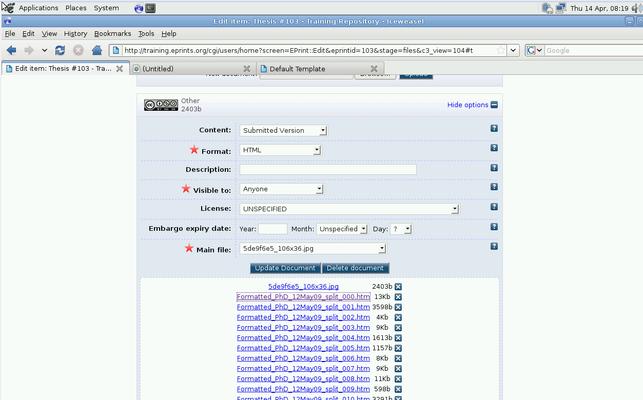 Applications Places System Thu 14 Apr, 08:19
Edit item: Thesis #103 - Training Repository - Iceweasel
File Edit View History Bookmarks Tools Help
http://training.eprints.org/cgi/users/home?screen=EPrint::Edit&eprintid=103&stage=files&c3_view=104#t Google
Edit item: Thesis #103 - Tra... (Untitled) Default Template
Other
2403b
Hide options
Content: Submitted Version
Format: HTML
Description:
Visible to: Anyone
License: UNSPECIFIED
Embargo expiry date: Year: Month: Unspecified Day: ?
Main file: 5de9f6e5_106x36.jpg
Update Document Delete document
5de9f6e5_106x36.jpg 2403b
Formatted_PhD_12May09_split_000.htm 13Kb
Formatted_PhD_12May09_split_001.htm 3598b
Formatted_PhD_12May09_split_002.htm 4Kb
Formatted_PhD_12May09_split_003.htm 9Kb
Formatted_PhD_12May09_split_004.htm 1613b
Formatted_PhD_12May09_split_005.htm 1157b
Formatted_PhD_12May09_split_006.htm 8Kb
Formatted_PhD_12May09_split_007.htm 9Kb
Formatted_PhD_12May09_split_008.htm 11Kb
Formatted_PhD_12May09_split_009.htm 598b
Formatted_PhD_12May09_split_010.htm 3291b